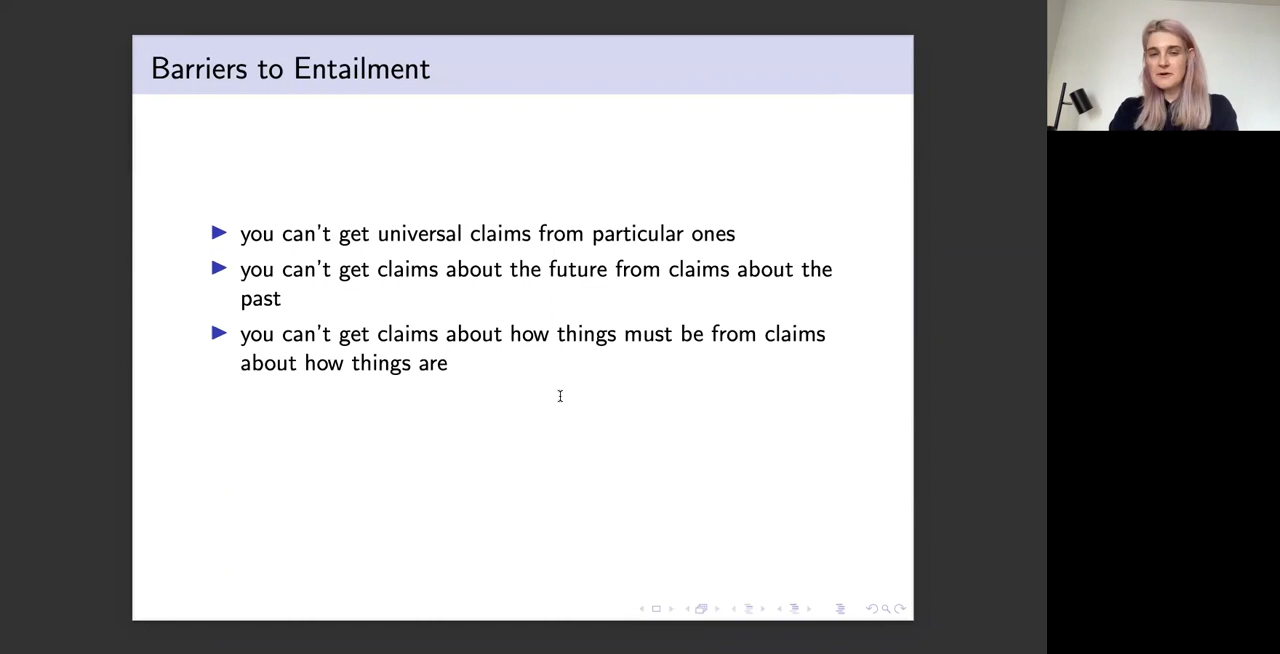 Barriers to Entailment
you can't get universal claims from particular ones
you can't get claims about the future from claims about the
past
you can't get claims about how things must be from claims
about how things are